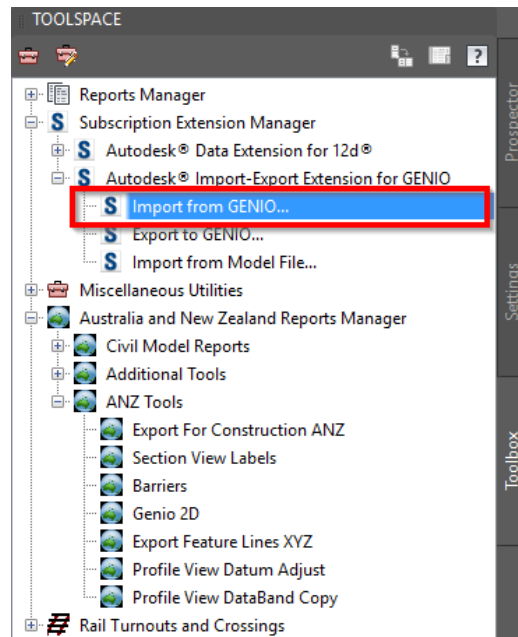 TOOLSPACE
?
Reports Manager
S Subscription Extension Manager
S Autodesk® Data Extension for 12d®
S Autodesk® Import-Export Extension for GENIO
S Import from GENIO...
S Export to GENIO...
S Import from Model File...
Miscellaneous Utilities
Australia and New Zealand Reports Manager
Civil Model Reports
Additional Tools
ANZ Tools
Export For Construction ANZ
Section View Labels
Barriers
Genio 2D
Export Feature Lines XYZ
Profile View Datum Adjust
Profile View DataBand Copy
Rail Turnouts and Crossings
Prospector
Settings
Toolbox